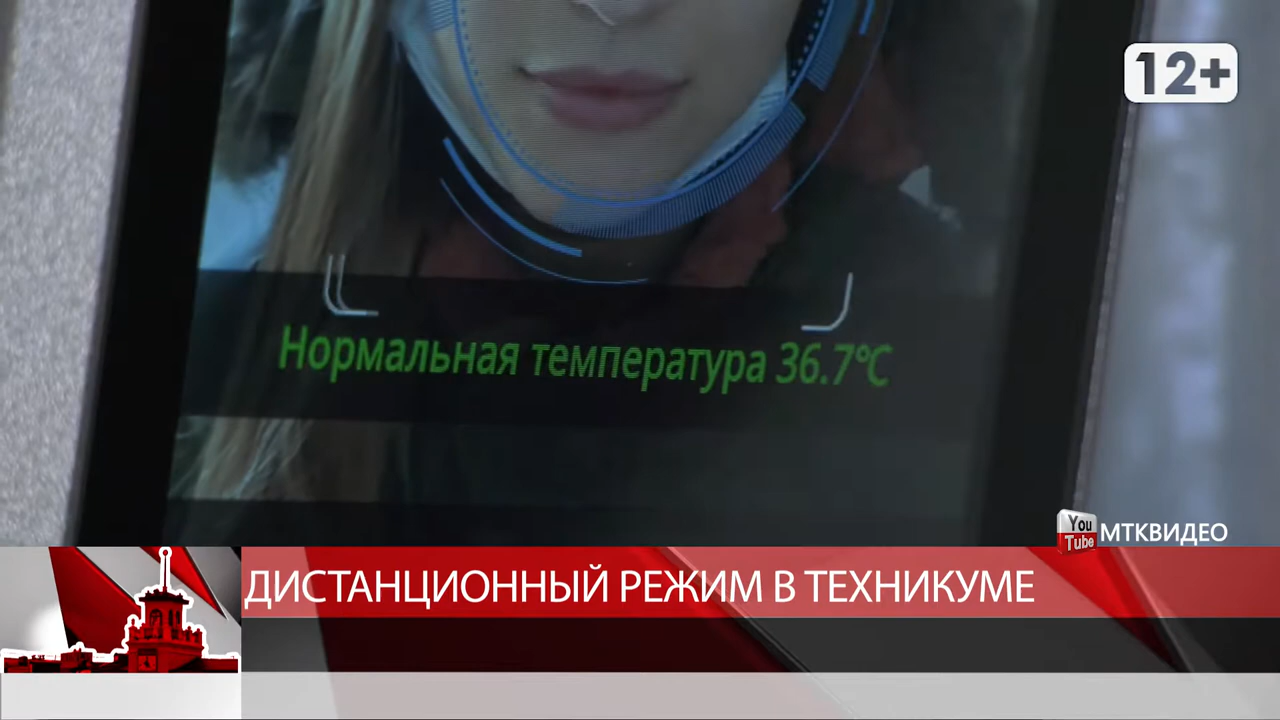 12+
Нормальная температура 36.7°C
You
Tube
МТКВИДЕО
ДИСТАНЦИОННЫЙ РЕЖИМ В ТЕХНИКУМЕ